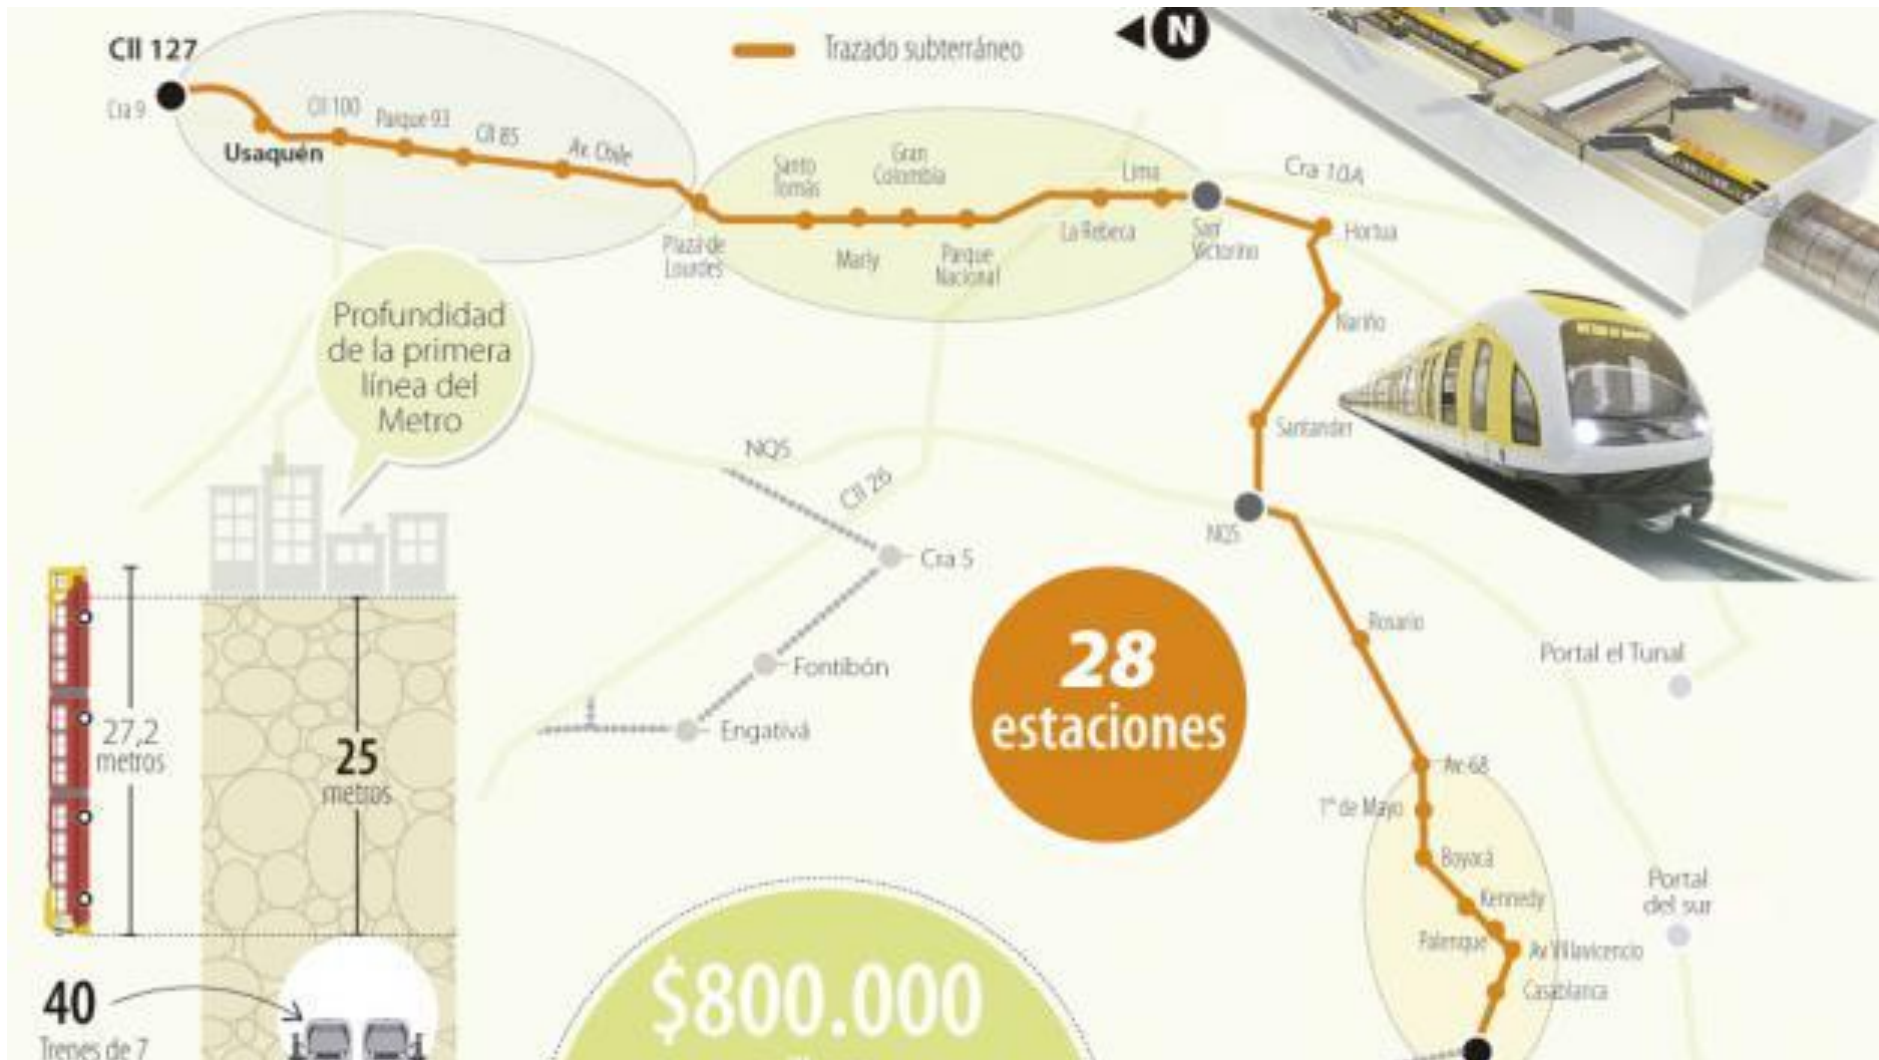 Cll 127
Cra 9
Usaquén
Cll 100
Parque 93
Cll 85
Av. Chile
Trazado subterráneo
N
Plaza de
Lourdes
Santo
Tomás
Marly
Gran
Colombia
Parque
Nacional
La Rebeca
Lima
San
Victorino
Cra 10A
Hortua
Nariño
Santander
NQS
Rosario
Av. 68
1º de Mayo
Boyacá
Kennedy
Palenque
Av Villavicencio
Casablanca
Portal el Tunal
Portal
del sur
Profundidad
de la primera
línea del
Metro
NQS
Cll 26
Cra 5
Fontibón
Engativá
28
estaciones
27,2
metros
25
metros
40
Trenes de 7
$800.000